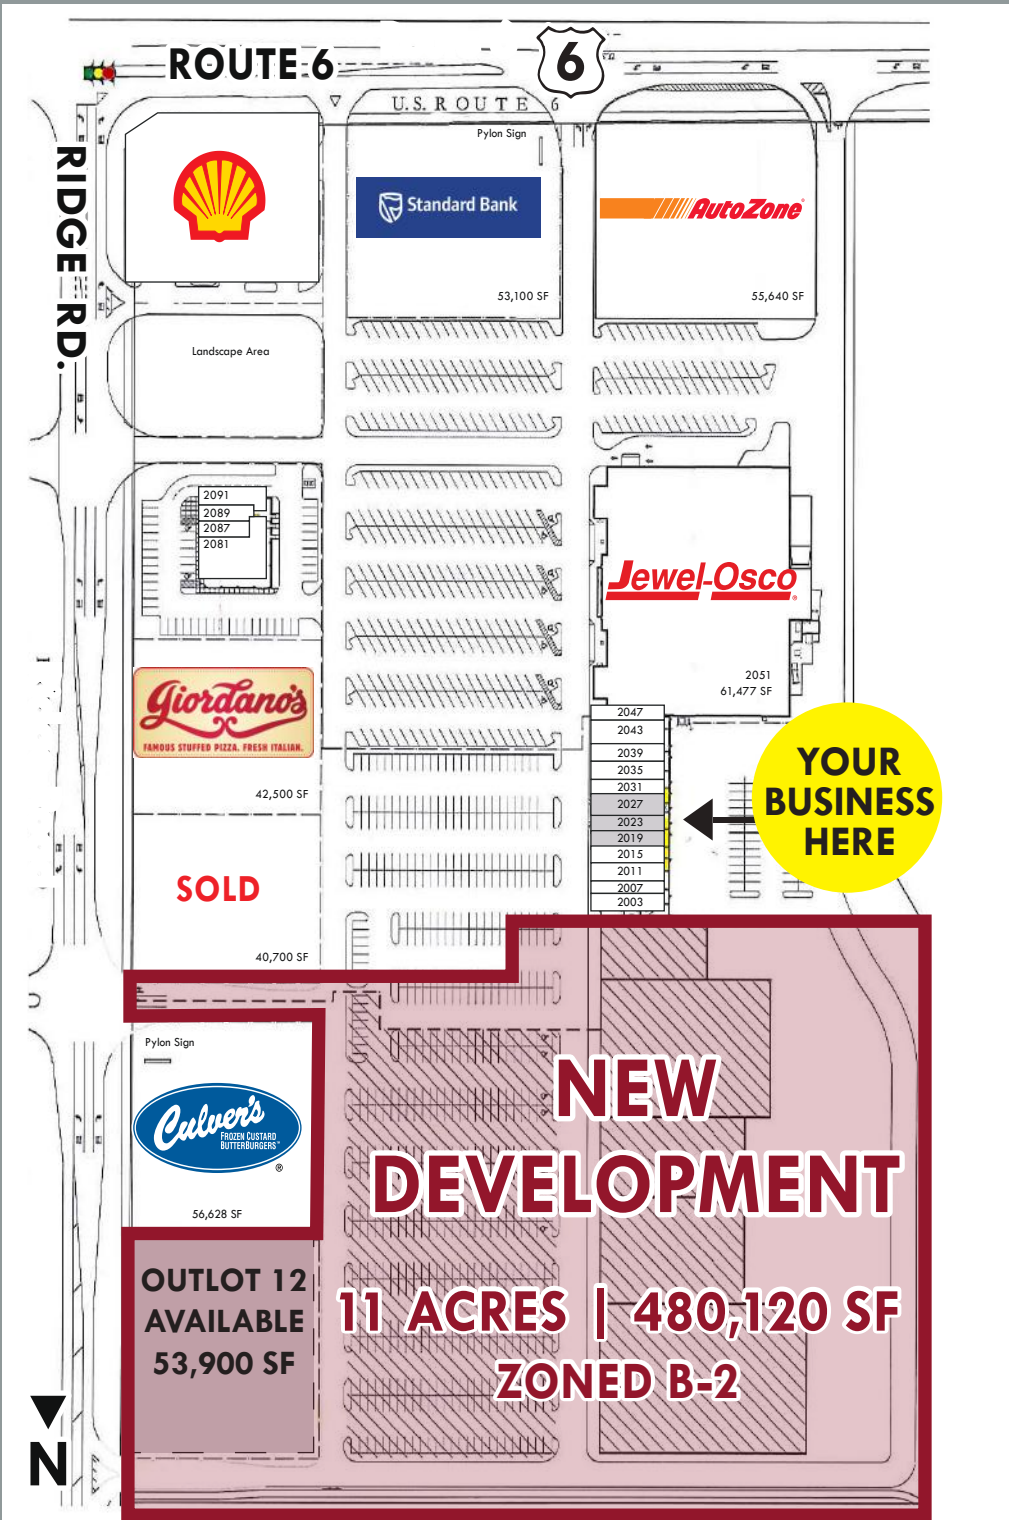 ROUTE 6
6
U.S. ROUTE 6
RIDGE RD.
Pylon Sign
Standard Bank
53,100 SF
AutoZone
55,640 SF
Landscape Area
2091
2089
2087
2081
Jewel-Osco
2051
61,477 SF
Giordano's
FAMOUS STUFFED PIZZA. FRESH ITALIAN.
42,500 SF
2047
2043
2039
2035
2031
2027
2023
2019
2015
2011
2007
2003
YOUR
BUSINESS
HERE
SOLD
40,700 SF
Pylon Sign
Culver's
FROZEN CUSTARD
BUTTERBURGERS™
®
56,628 SF
NEW
DEVELOPMENT
11 ACRES | 480,120 SF
ZONED B-2
OUTLOT 12
AVAILABLE
53,900 SF
N